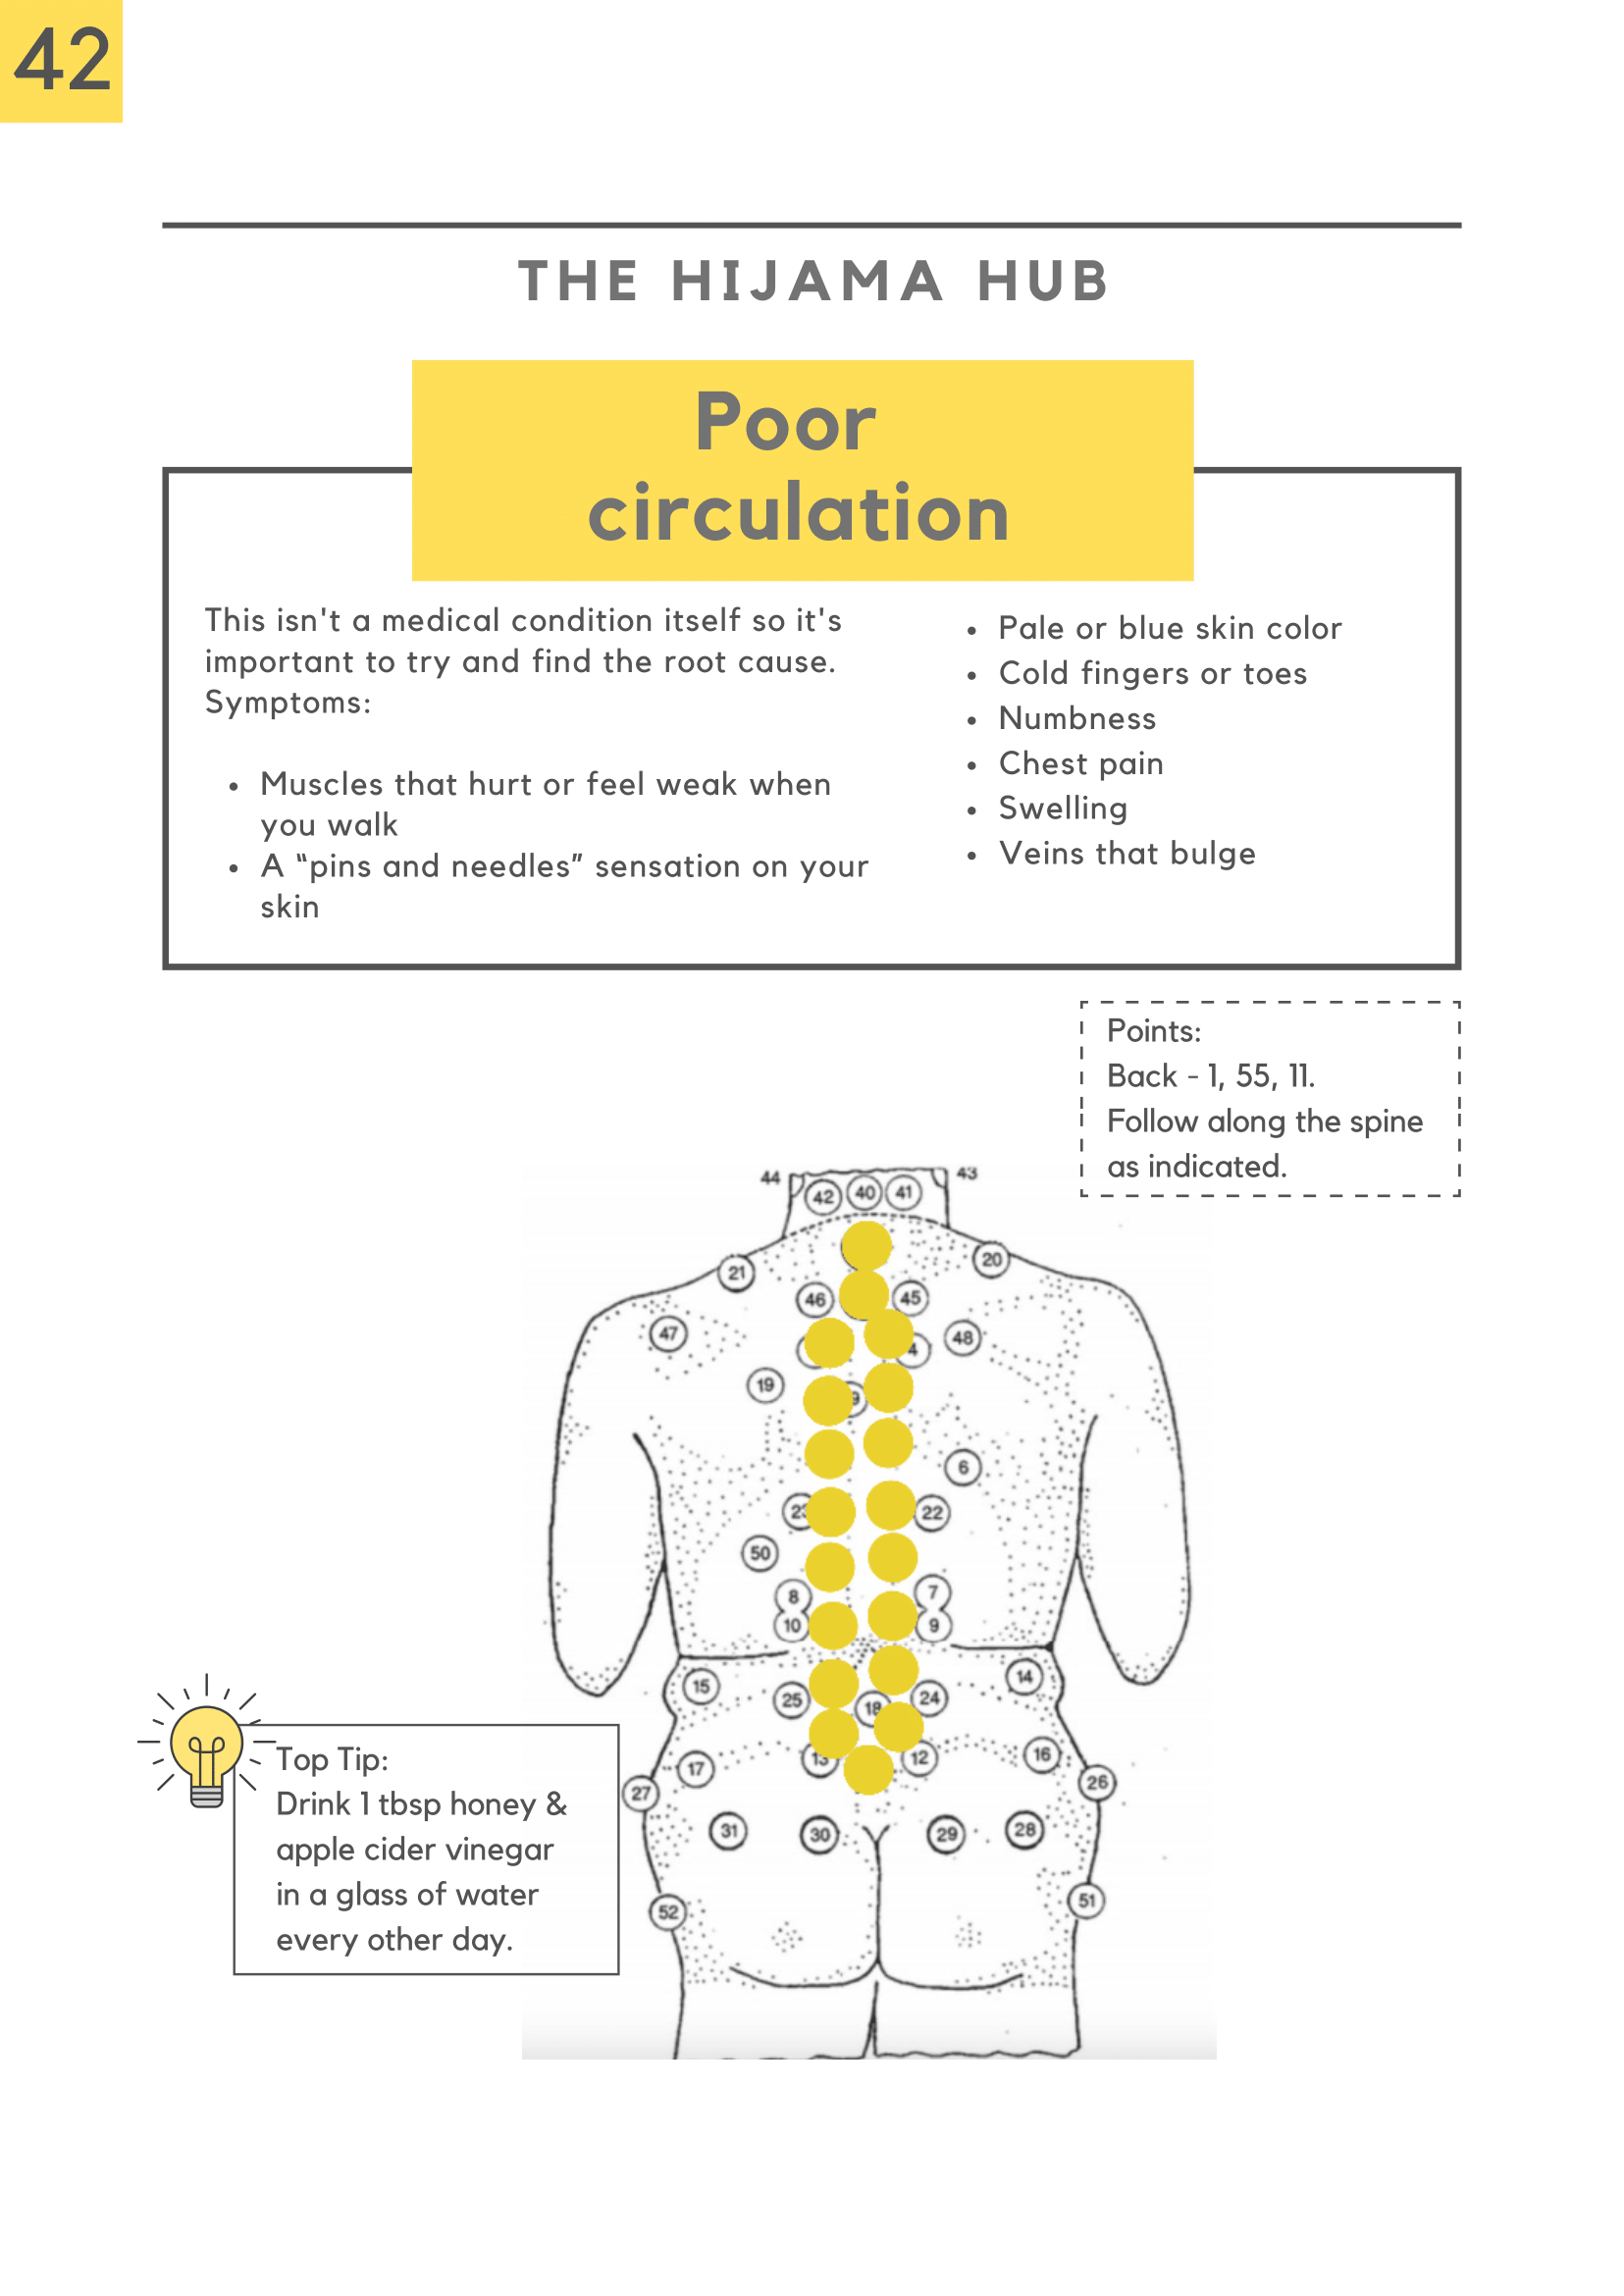 42
THE HIJAMA HUB
Poor
circulation
This isn't a medical condition itself so it's
important to try and find the root cause.
Symptoms:
• Muscles that hurt or feel weak when
you walk
• A “pins and needles” sensation on your
skin
• Pale or blue skin color
• Cold fingers or toes
• Numbness
• Chest pain
• Swelling
• Veins that bulge
Points:
Back - 1, 55, 11.
Follow along the spine
as indicated.
44
43
42 40 41
21
20
46
45
47
48
4
19
9
6
23
22
50
8
7
10
9
15
14
25
18
24
17
13
12
16
27
26
31
30
29
28
52
51
Top Tip:
Drink 1 tbsp honey &
apple cider vinegar
in a glass of water
every other day.